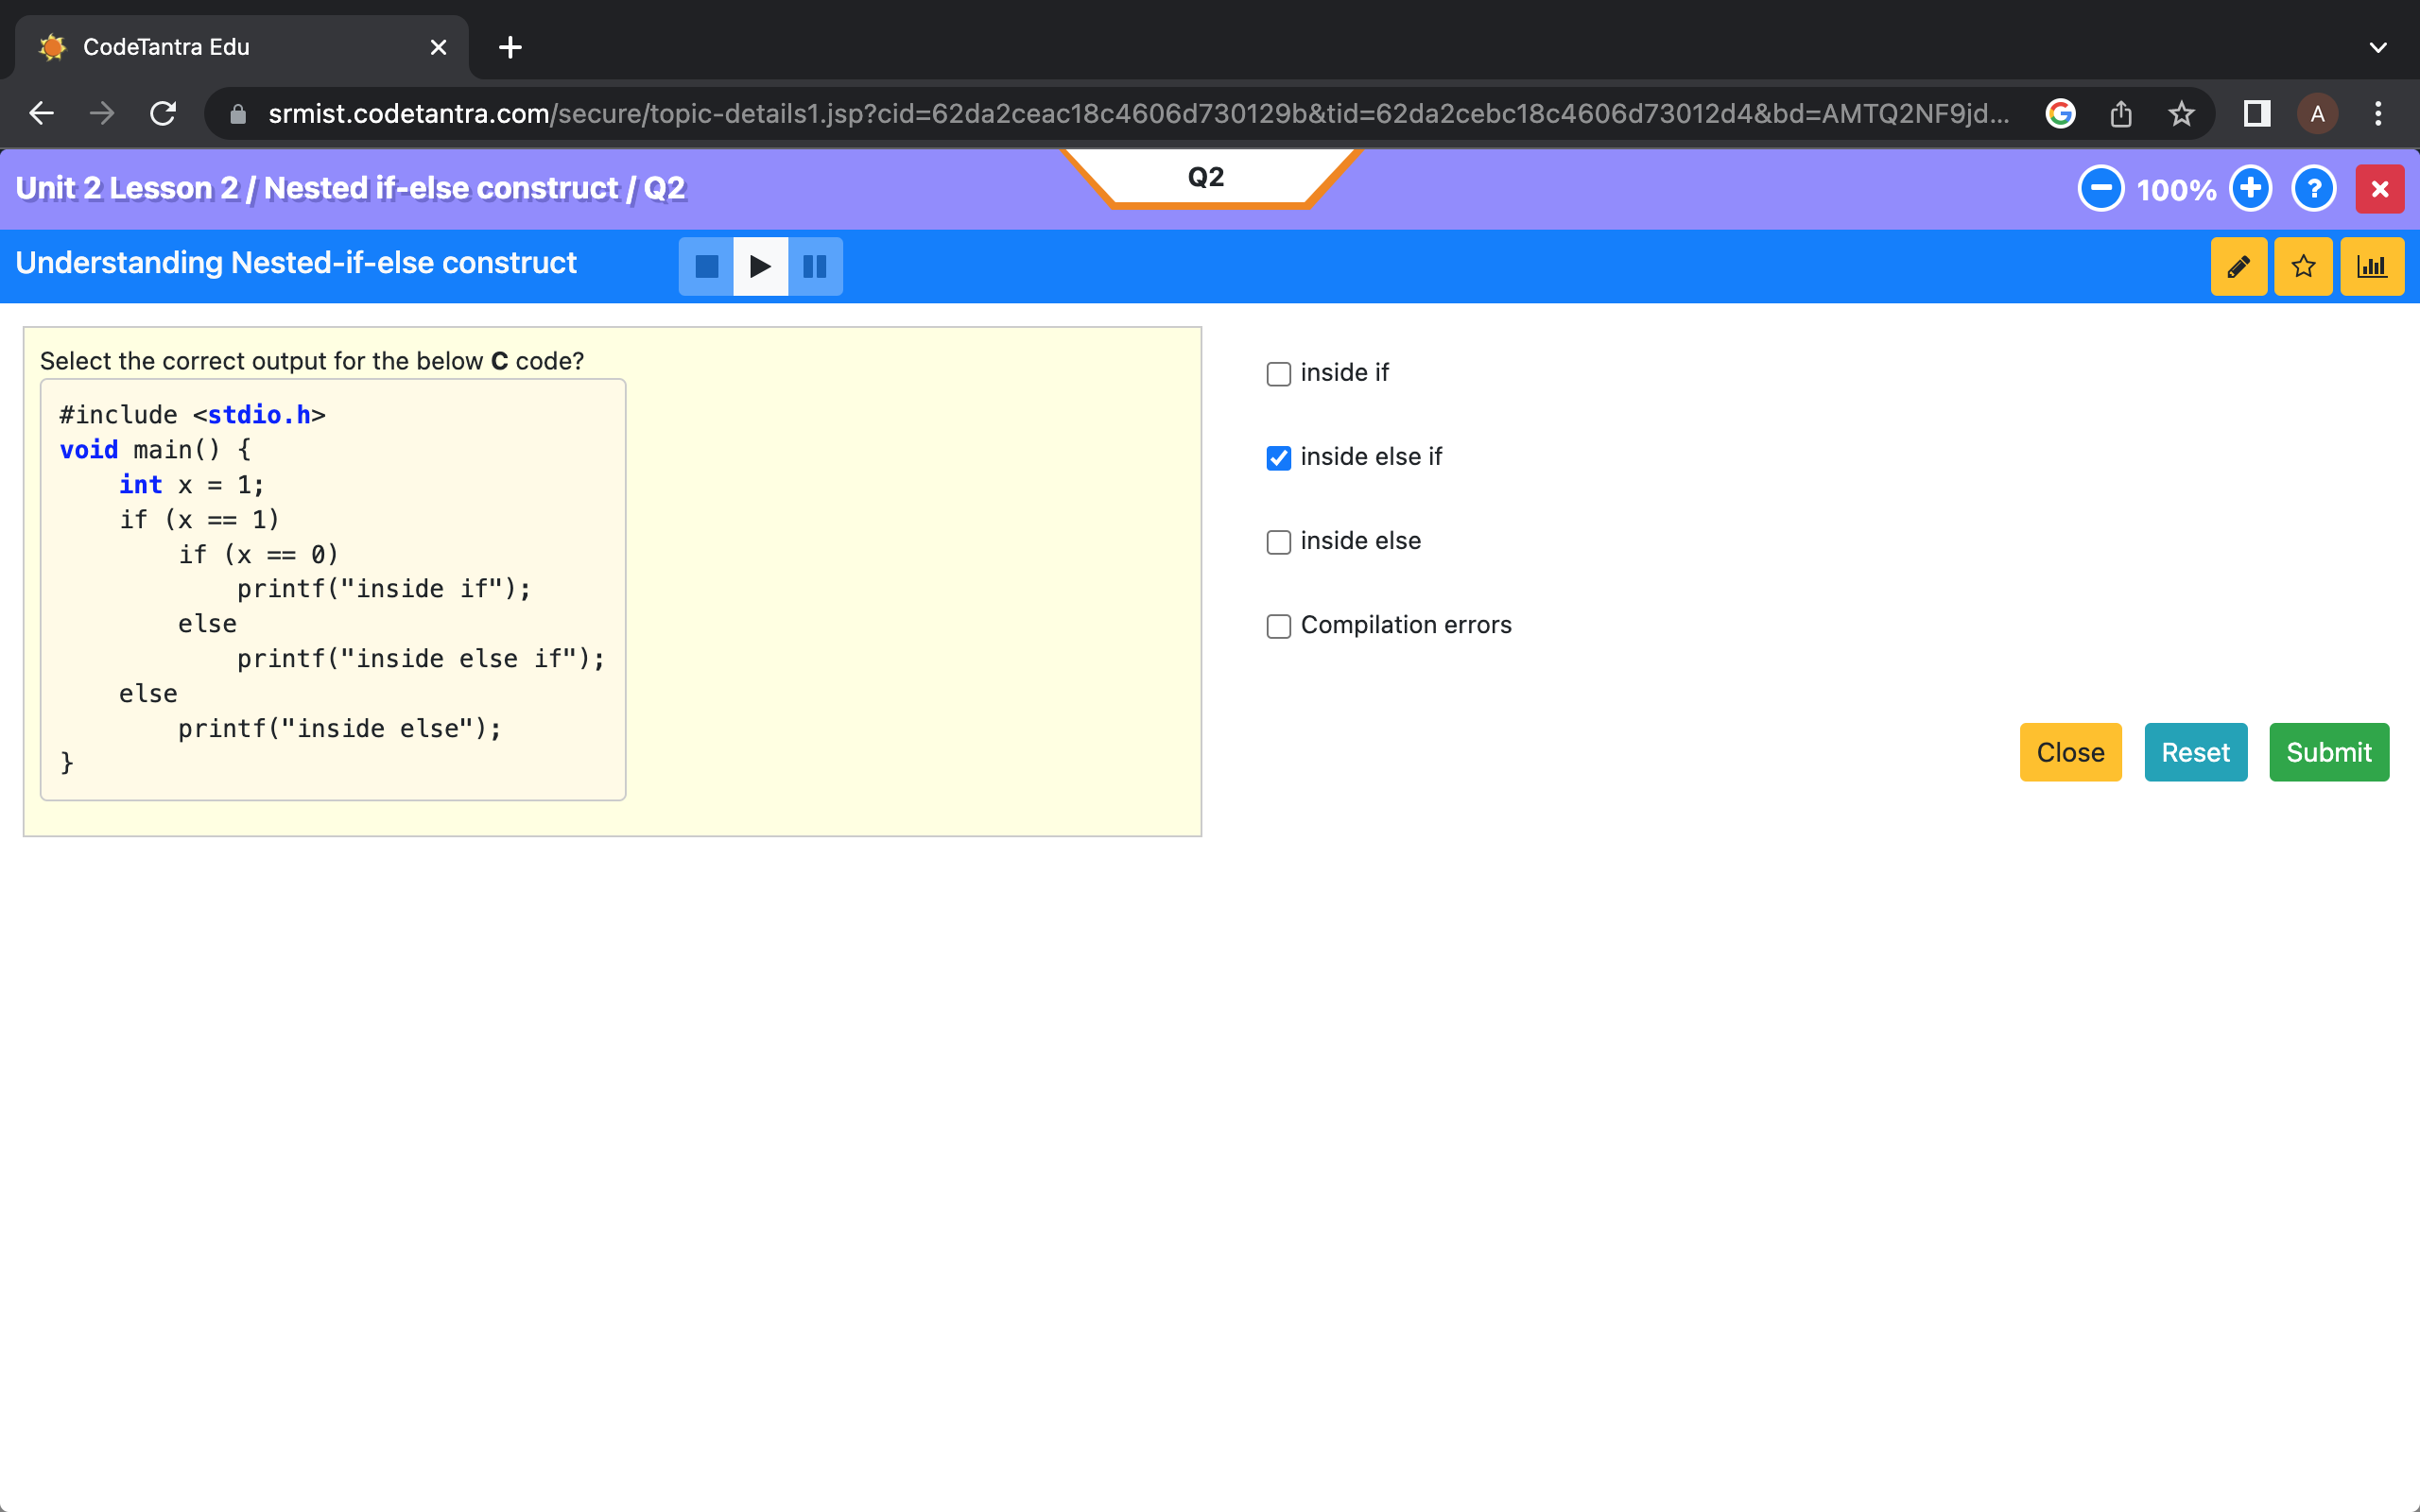 CodeTantra Edu
srmist.codetantra.com/secure/topic-details1.jsp?cid=62da2ceac18c4606d730129b&tid=62da2cebc18c4606d73012d4&bd=AMTQ2NF9jd...
A
Unit 2 Lesson 2 / Nested if-else construct / Q2
Q2
100%
?
Understanding Nested-if-else construct
Select the correct output for the below C code?
#include <stdio.h>
void main() {
    int x = 1;
    if (x == 1)
        if (x == 0)
            printf("inside if");
        else
            printf("inside else if");
    else
        printf("inside else");
}
inside if
inside else if
inside else
Compilation errors
Close
Reset
Submit